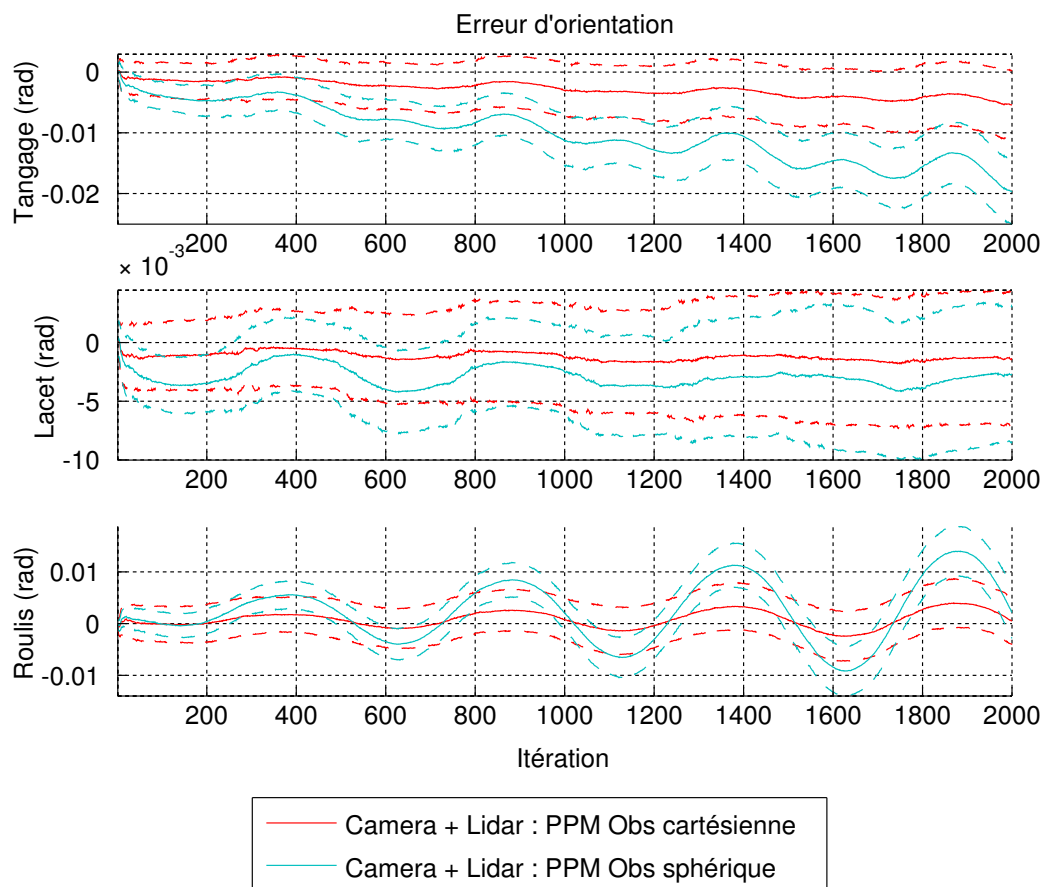 Erreur d'orientation
0
-0.01
-0.02
Tangage (rad)
200 400 600 800 1000 1200 1400 1600 1800 2000
× 10-3
0
-5
-10
Lacet (rad)
200 400 600 800 1000 1200 1400 1600 1800 2000
0.01
0
-0.01
Roulis (rad)
200 400 600 800 1000 1200 1400 1600 1800 2000
Itération
Camera + Lidar : PPM Obs cartésienne
Camera + Lidar : PPM Obs sphérique